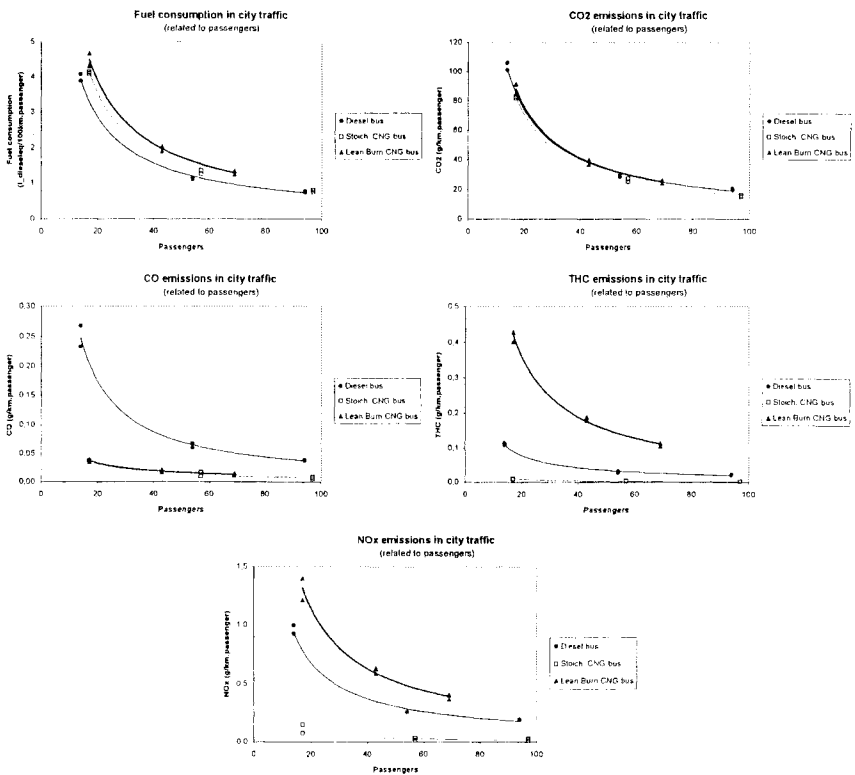 Fuel consumption in city traffic
(related to passengers)
Fuel consumption
(l_dieseleq/100km.passenger)
5
4
3
2
1
0
0 20 40 60 80 100
Passengers
Diesel bus
Stoich. CNG bus
Lean Burn CNG bus
CO2 emissions in city traffic
(related to passengers)
CO2 (g/km.passenger)
120
100
80
60
40
20
0
0 20 40 60 80 100
Passengers
Diesel bus
Stoich. CNG bus
Lean Burn CNG bus
CO emissions in city traffic
(related to passengers)
CO (g/km.passenger)
0,30
0,25
0,20
0,15
0,10
0,05
0,00
0 20 40 60 80 100
Passengers
Diesel bus
Stoich. CNG bus
Lean Burn CNG bus
THC emissions in city traffic
(related to passengers)
THC (g/km.passenger)
0,5
0,4
0,3
0,2
0,1
0,0
0 20 40 60 80 100
Passengers
Diesel bus
Stoich. CNG bus
Lean Burn CNG bus
NOx emissions in city traffic
(related to passengers)
NOx (g/km.passenger)
1,5
1,0
0,5
0,0
0 20 40 60 80 100
Passengers
Diesel bus
Stoich. CNG bus
Lean Burn CNG bus